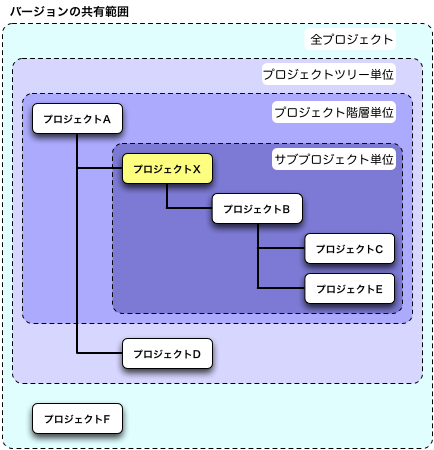 バージョンの共有範囲
全プロジェクト
プロジェクトツリー単位
プロジェクト階層単位
プロジェクトA
サブプロジェクト単位
プロジェクトX
プロジェクトB
プロジェクトC
プロジェクトE
プロジェクトD
プロジェクトF